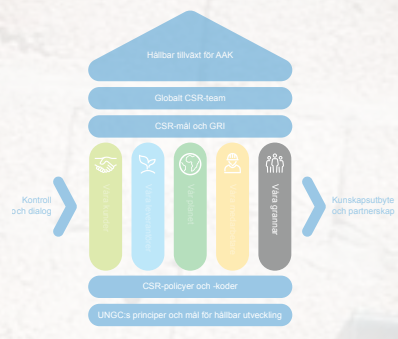 Hållbar tillväxt för AAK
Globalt CSR-team
CSR-mål och GRI
Våra grannar
Kontroll
och dialog
Kunskapsutbyte
och partnerskap
CSR-policyer och -koder
UNGC:s principer och mål för hållbar utveckling